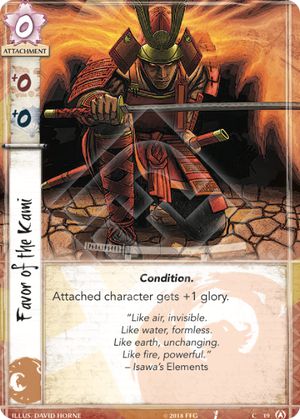 0
ATTACHMENT
+0
+0
Favor of the Kami
Condition.
Attached character gets +1 glory.
"Like air, invisible.
Like water, formless.
Like earth, unchanging.
Like fire, powerful."
– Isawa's Elements
ILLUS. DAVID HORNE
©2018 FFG
C 19